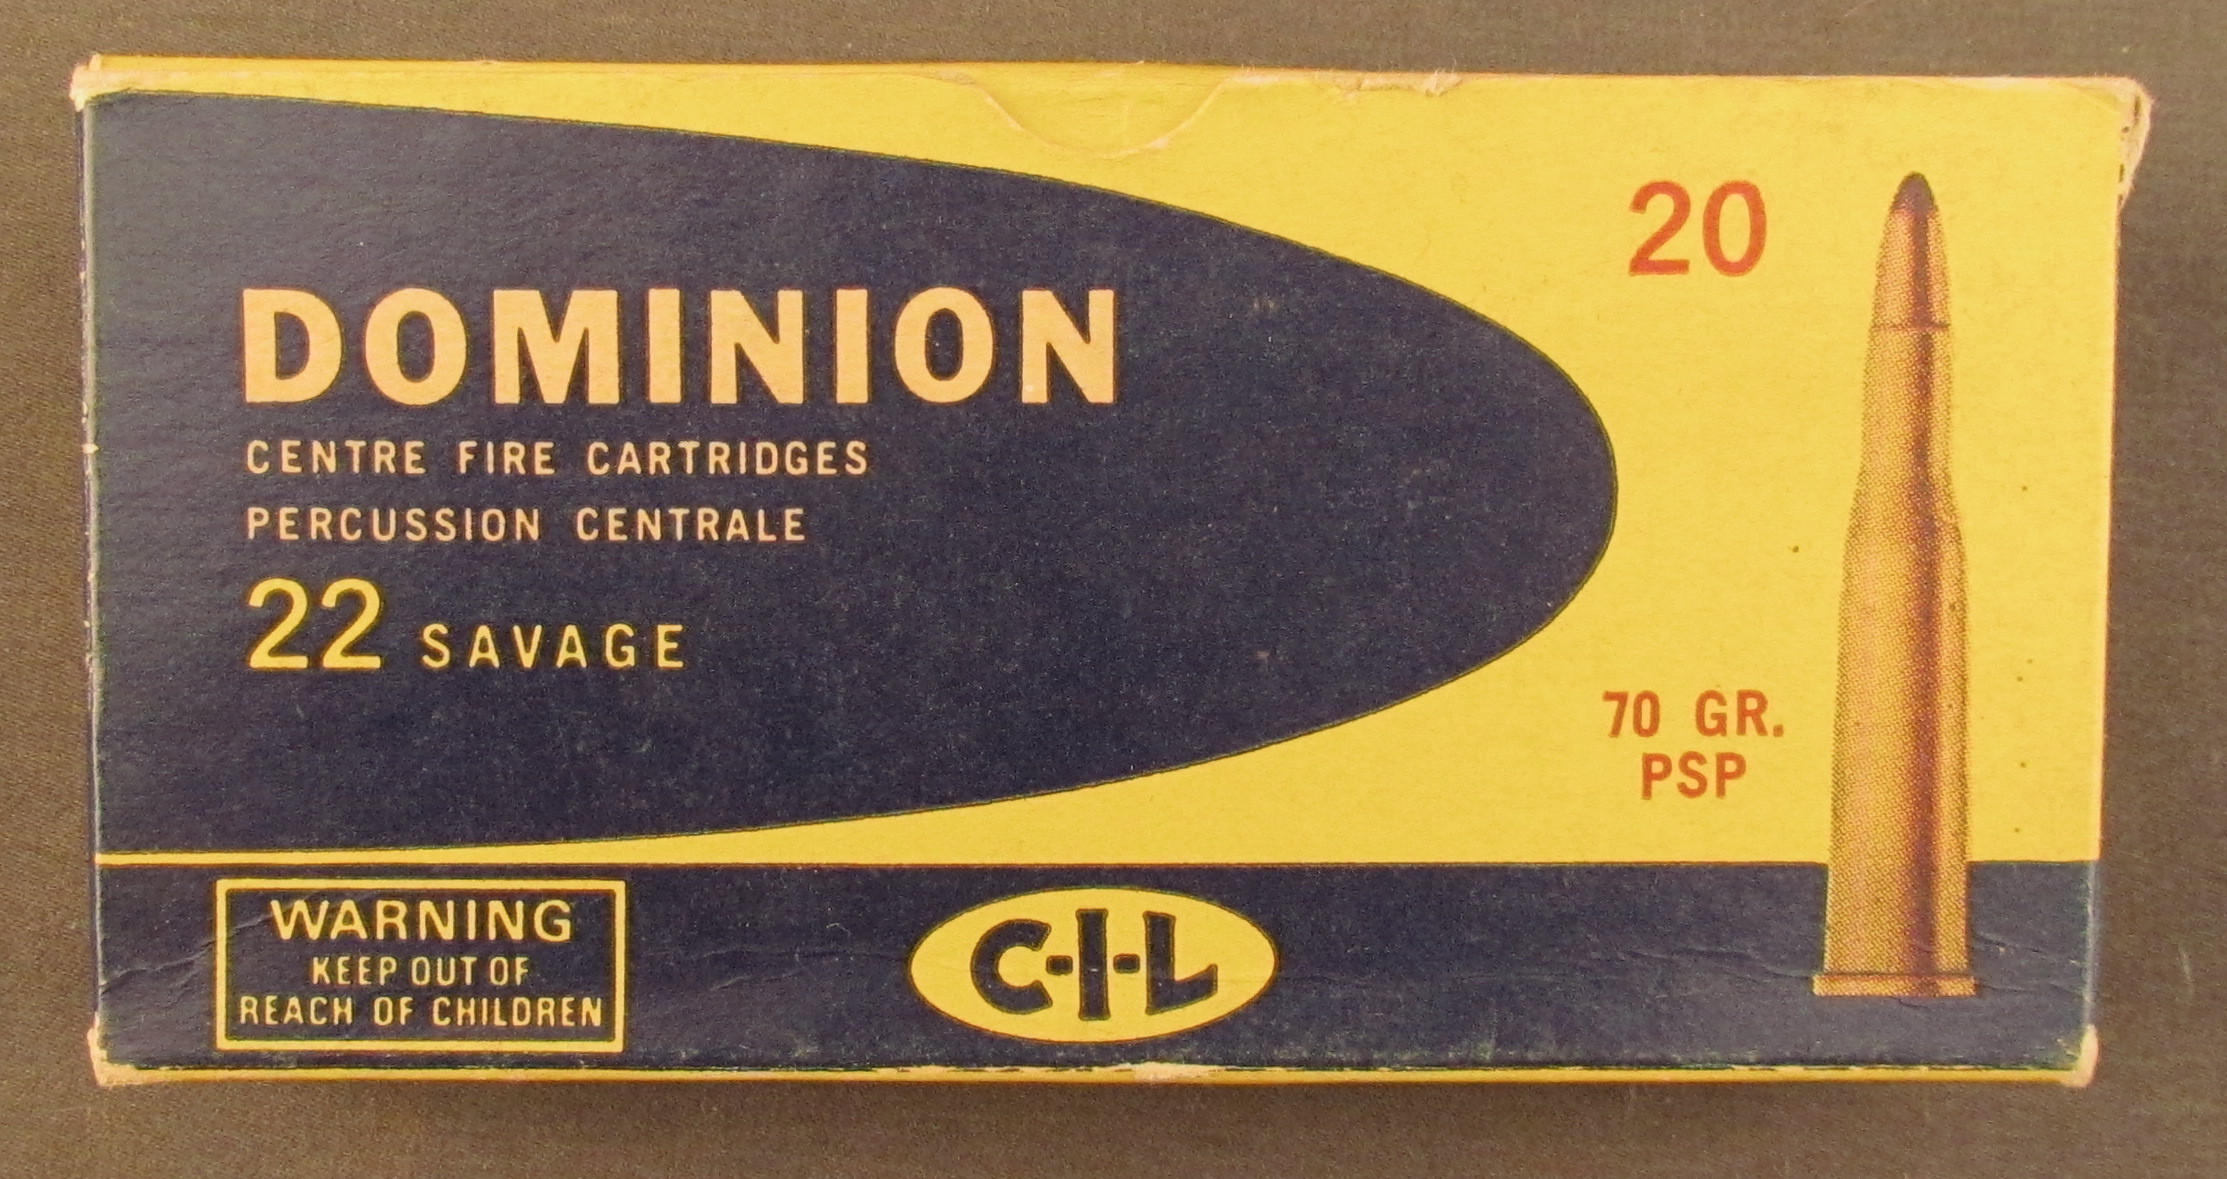 DOMINION
CENTRE FIRE CARTRIDGES
PERCUSSION CENTRALE
22 SAVAGE
20
70 GR.
PSP
WARNING
KEEP OUT OF
REACH OF CHILDREN
C-I-L